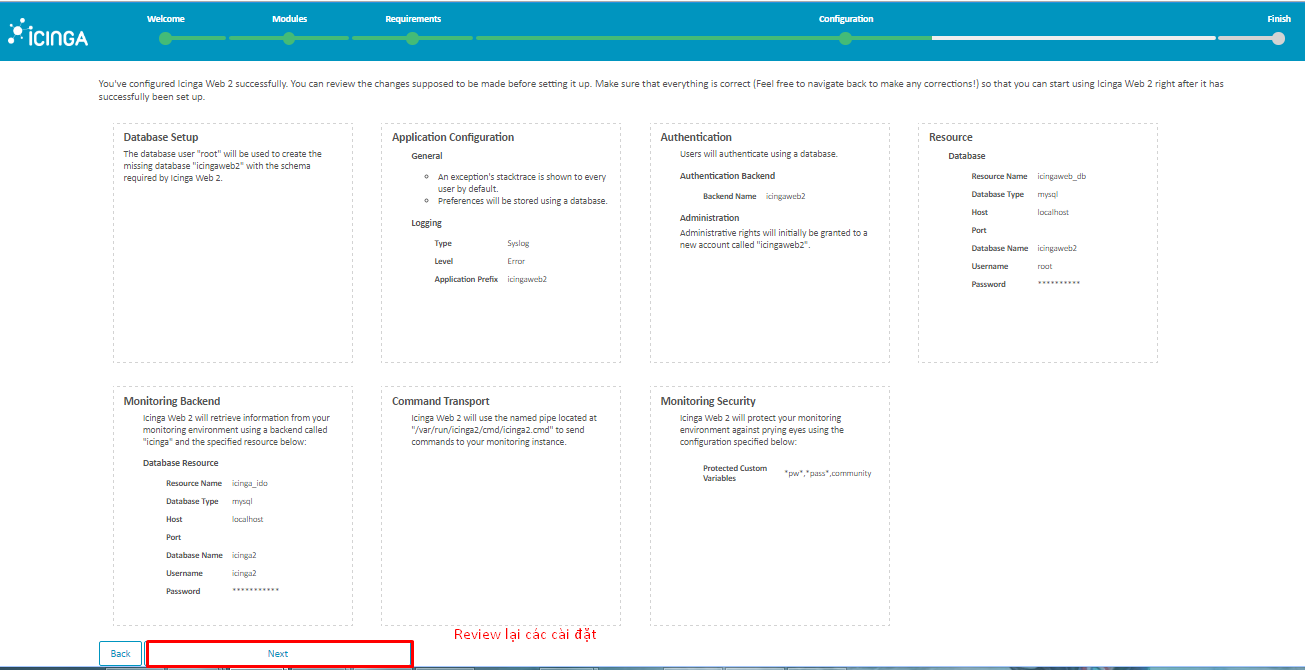 Welcome
Modules
Requirements
Configuration
Finish
ICINGA
You've configured Icinga Web 2 successfully. You can review the changes supposed to be made before setting it up. Make sure that everything is correct (Feel free to navigate back to make any corrections!) so that you can start using Icinga Web 2 right after it has
successfully been set up.
Database Setup
The database user "root" will be used to create the
missing database "icingaweb2" with the schema
required by Icinga Web 2.
Application Configuration
General
An exception's stacktrace is shown to every
user by default.
Preferences will be stored using a database.
Logging
Type Syslog
Level Error
Application Prefix icingaweb2
Authentication
Users will authenticate using a database.
Authentication Backend
Backend Name icingaweb2
Administration
Administrative rights will initially be granted to a
new account called "icingaweb2".
Resource
Database
Resource Name icingaweb_db
Database Type mysql
Host localhost
Port
Database Name icingaweb2
Username root
Password **********
Monitoring Backend
Icinga Web 2 will retrieve information from your
monitoring environment using a backend called
"icinga" and the specified resource below:
Database Resource
Resource Name icinga_ido
Database Type mysql
Host localhost
Port
Database Name icinga2
Username icinga2
Password ***********
Command Transport
Icinga Web 2 will use the named pipe located at
"/var/run/icinga2/cmd/icinga2.cmd" to send
commands to your monitoring instance.
Monitoring Security
Icinga Web 2 will protect your monitoring
environment against prying eyes using the
configuration specified below:
Protected Custom
Variables *pw*,*pass*,community
Review lại các cài đặt
Back
Next